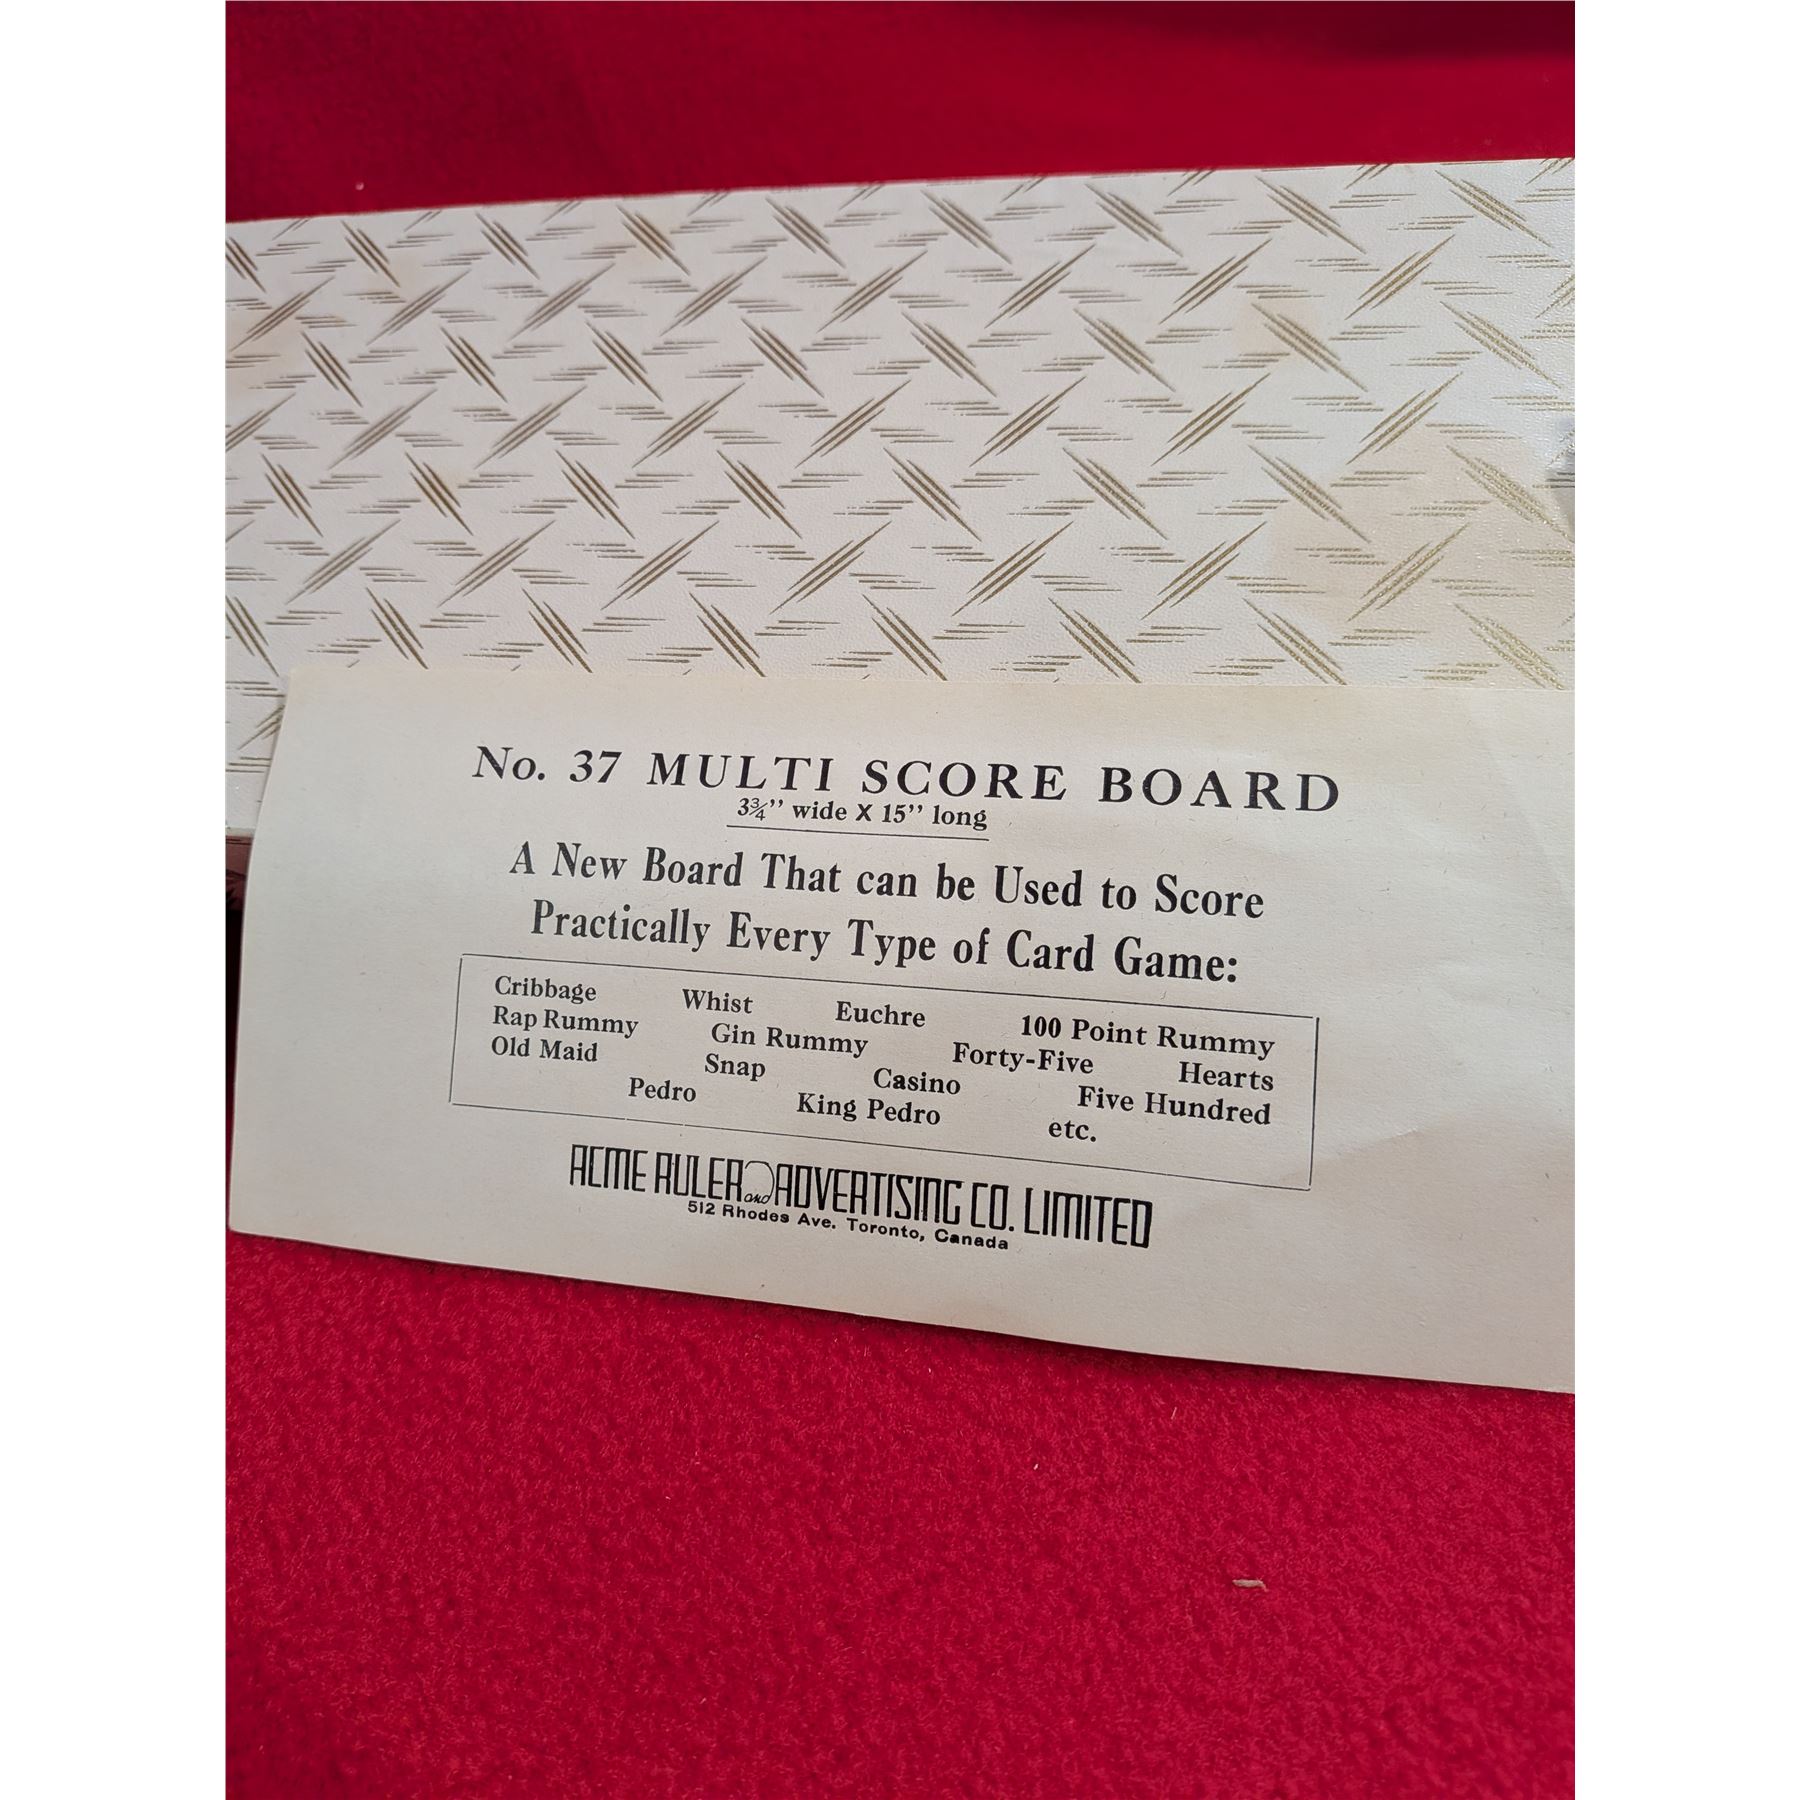 No. 37 MULTI SCORE BOARD
3¾" wide X 15" long
A New Board That can be Used to Score
Practically Every Type of Card Game:
Cribbage Whist Euchre 100 Point Rummy
Rap Rummy Gin Rummy Forty-Five Hearts
Old Maid Snap Casino Five Hundred
Pedro King Pedro etc.
ACME RULER and ADVERTISING CO. LIMITED
512 Rhodes Ave. Toronto, Canada